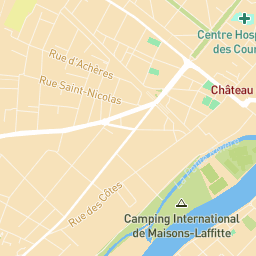 Centre Hosp
des Cour
Rue d'Achères
Rue Saint-Nicolas
Château
Rue des Côtes
Camping International
de Maisons-Laffitte